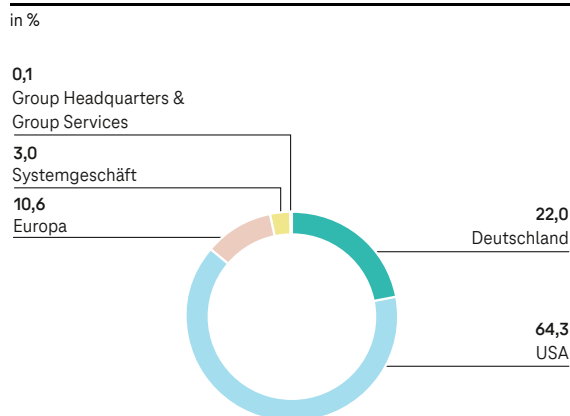 in %
0,1
Group Headquarters &
Group Services
3,0
Systemgeschäft
10,6
Europa
22,0
Deutschland
64,3
USA